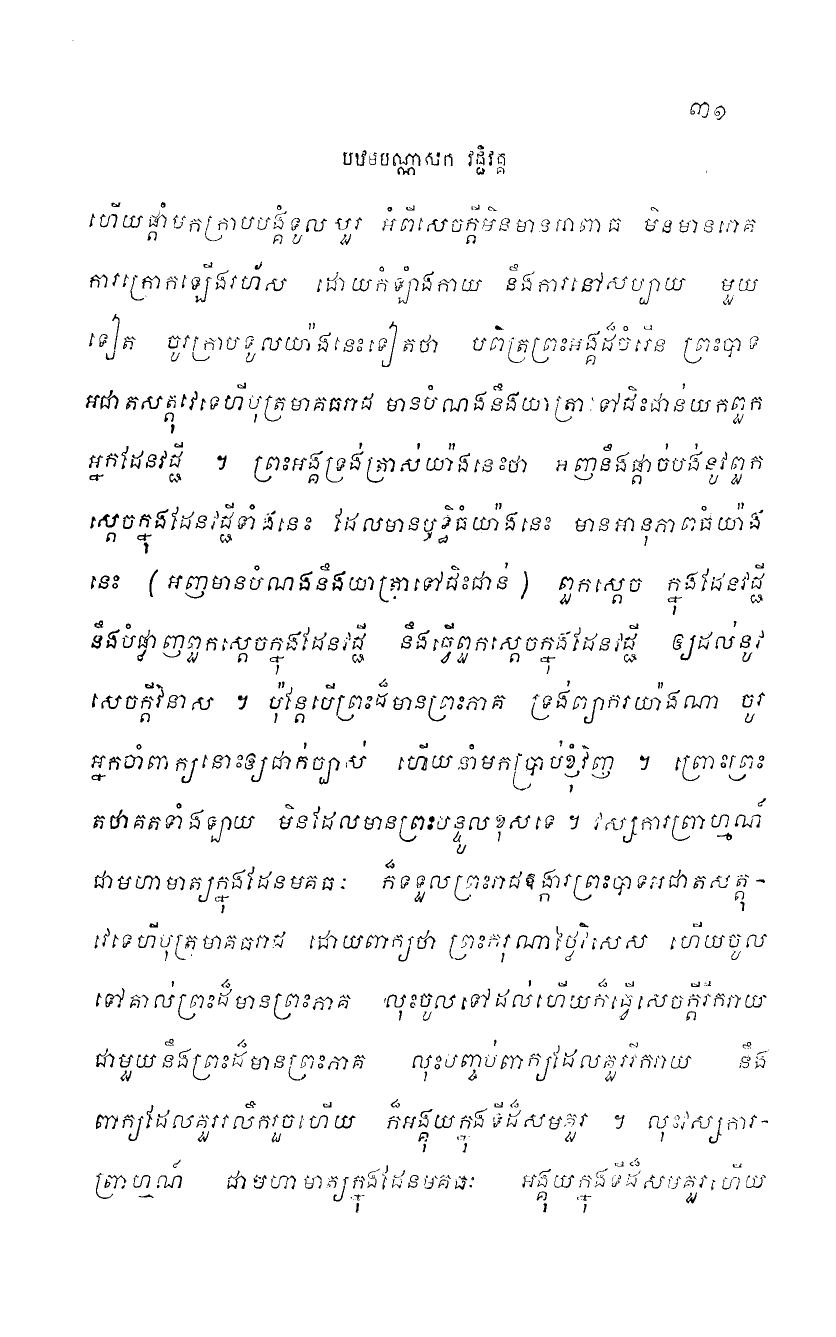 ៣១
បឋមបណ្ណាសក វជ្ជិវគ្គ
ហើយផ្តាំមកក្រាបបង្គំទូលសួរ អំពីសេចក្តីមិនមានអាពាធ មិនមានរោគ
ការក្រោកឡើងរហ័ស ដោយកំឡាំងកាយ នឹងការនៅសប្បាយ មួយ
ទៀត ចូរក្រាបទូលយ៉ាងនេះទៀតថា បពិត្រព្រះអង្គដ៏ចំរើន ព្រះបាទ
អជាតសត្តុវេទេហីបុត្រមាគធរាជ មានបំណងនឹងយាត្រាទៅជិះជាន់យកពួក
អ្នកដែនវជ្ជី ។ ព្រះអង្គទ្រង់ត្រាស់យ៉ាងនេះថា អញនឹងផ្តាច់បង់នូវពួក
ស្តេចក្នុងដែនវជ្ជីទាំងនេះ ដែលមានឫទ្ធិធំយ៉ាងនេះ មានអានុភាពធំយ៉ាង
នេះ (អញមានបំណងនឹងយាត្រាទៅជិះជាន់) ពួកស្តេច ក្នុងដែនវជ្ជី
នឹងបំផ្លាញពួកស្តេចក្នុងដែនវជ្ជី នឹងធ្វើពួកស្តេចក្នុងដែនវជ្ជី ឲ្យដល់នូវ
សេចក្តីវិនាស ។ ប៉ុន្តែបើព្រះដ៏មានព្រះភាគ ទ្រង់ព្យាករយ៉ាងណា ចូរ
អ្នកចាំពាក្យនោះឲ្យជាក់ច្បាស់ ហើយនាំមកប្រាប់ខ្ញុំវិញ ។ ព្រោះព្រះ
តថាគតទាំងឡាយ មិនដែលមានព្រះបន្ទូលខុសទេ ។ វស្សការព្រាហ្មណ៍
ជាមហាមាត្យក្នុងដែនមគធៈ ក៏ទទួលព្រះរាជឱង្ការព្រះបាទអជាតសត្តុ-
វេទេហីបុត្រមាគធរាជ ដោយពាក្យថា ព្រះករុណាថ្លៃវិសេស ហើយចូល
ទៅគាល់ព្រះដ៏មានព្រះភាគ លុះចូលទៅដល់ហើយក៏ធ្វើសេចក្តីរីករាយ
ជាមួយនឹងព្រះដ៏មានព្រះភាគ លុះបញ្ចប់ពាក្យដែលគួររីករាយ នឹង
ពាក្យដែលគួររលឹករួចហើយ ក៏អង្គុយក្នុងទីដ៏សមគួរ ។ លុះវស្សការ-
ព្រាហ្មណ៍ ជាមហាមាត្យក្នុងដែនមគធៈ អង្គុយក្នុងទីដ៏សមគួរហើយ